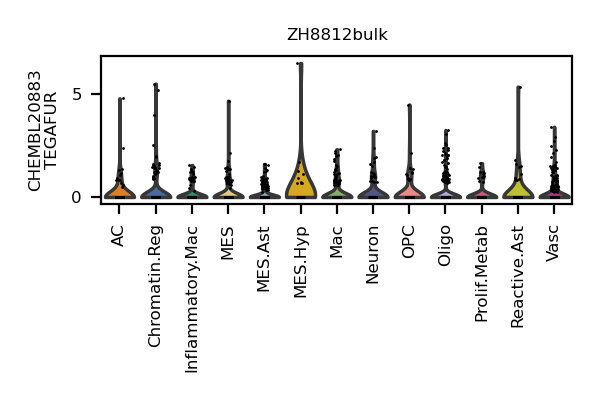 ZH8812bulk
CHEMBL20883
TEGAFUR
5
0
AC
Chromatin.Reg
Inflammatory.Mac
MES
MES.Ast
MES.Hyp
Mac
Neuron
OPC
Oligo
Prolif.Metab
Reactive.Ast
Vasc